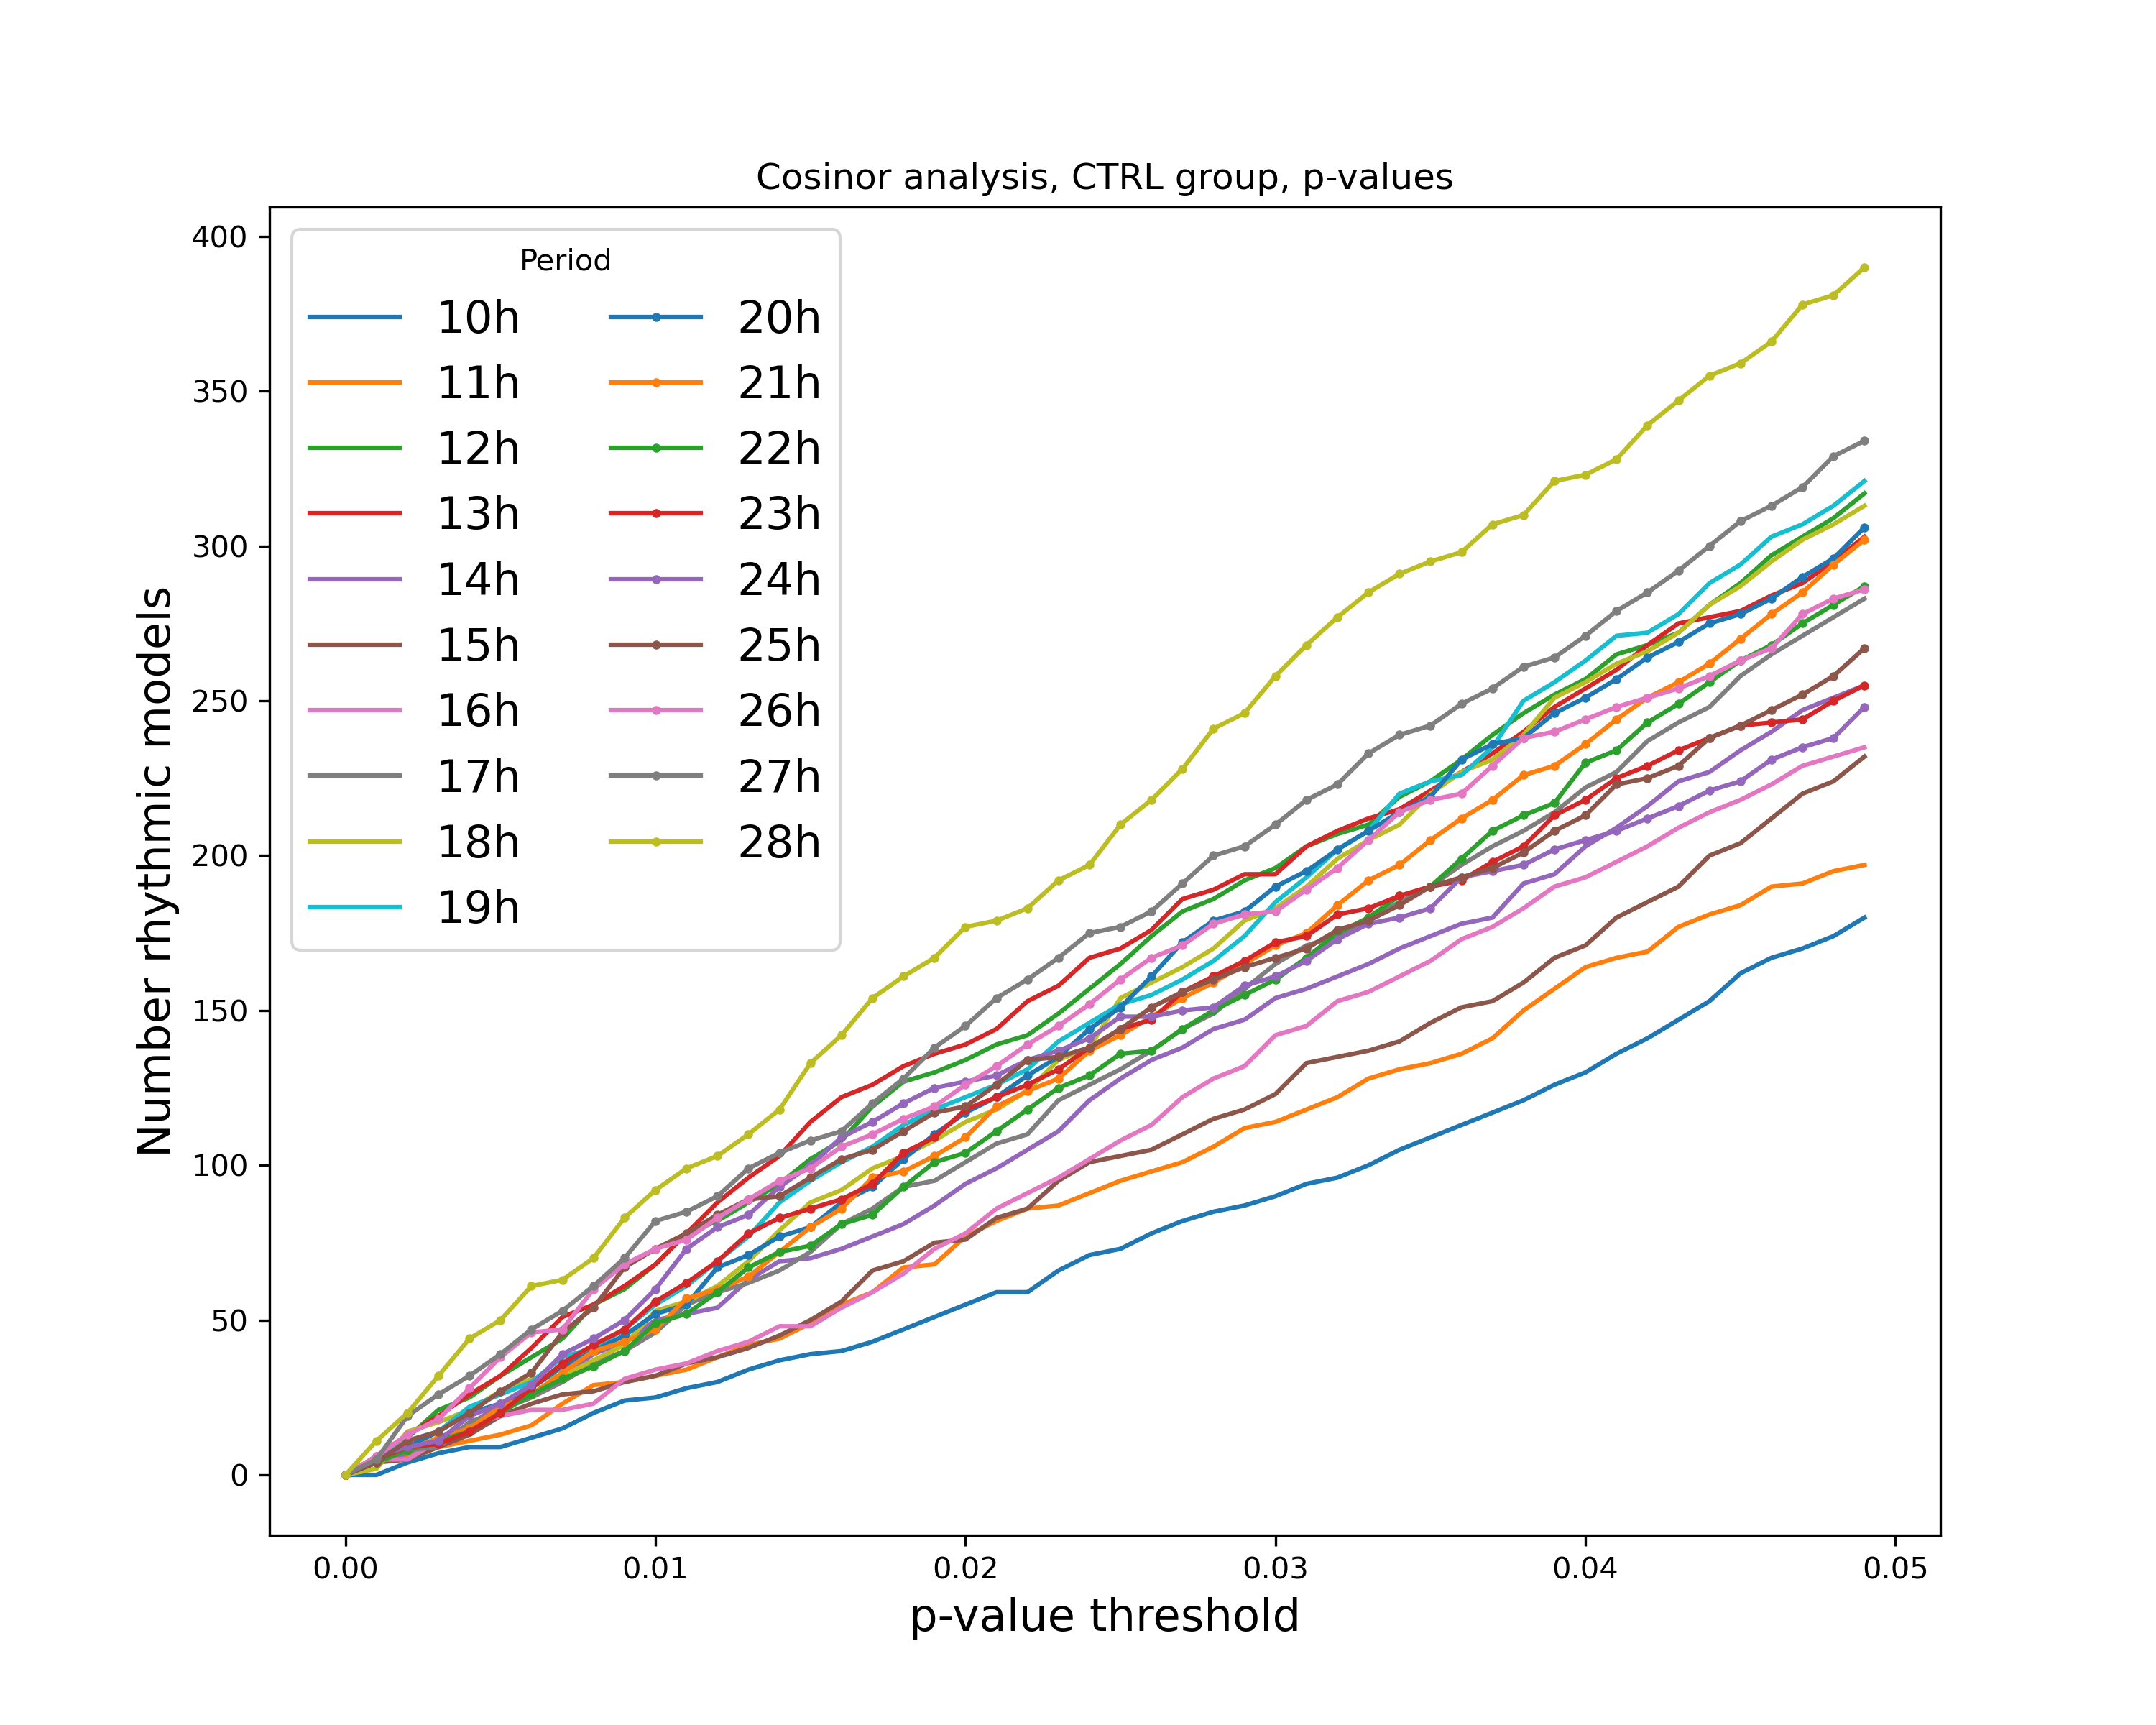 Cosinor analysis, CTRL group, p-values
400
350
300
250
200
150
100
50
0
Number rhythmic models
Period
10h 20h
11h 21h
12h 22h
13h 23h
14h 24h
15h 25h
16h 26h
17h 27h
18h 28h
19h
0.00 0.01 0.02 0.03 0.04 0.05
p-value threshold